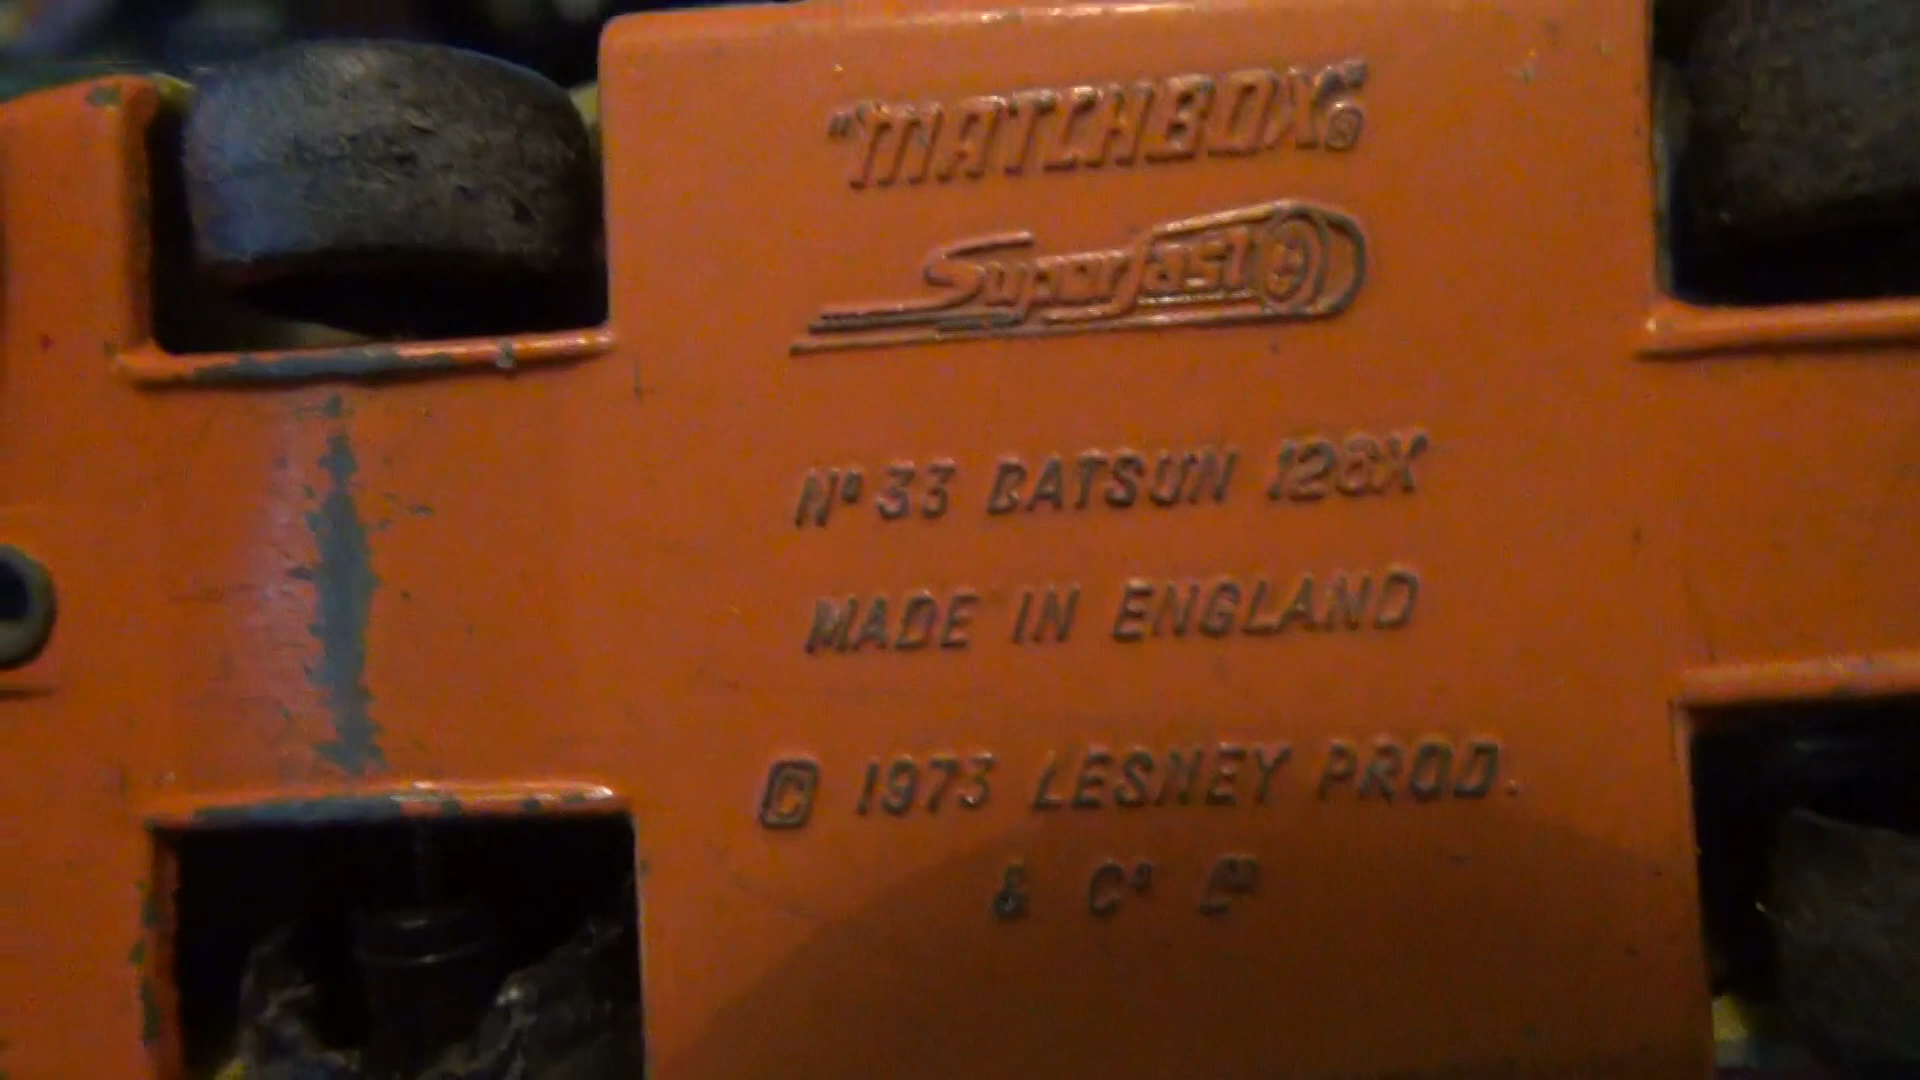 "MATCHBOX"®
Superfast
Nº 33 DATSUN 126X
MADE IN ENGLAND
© 1973 LESNEY PROD.
& Cº Lᴰ